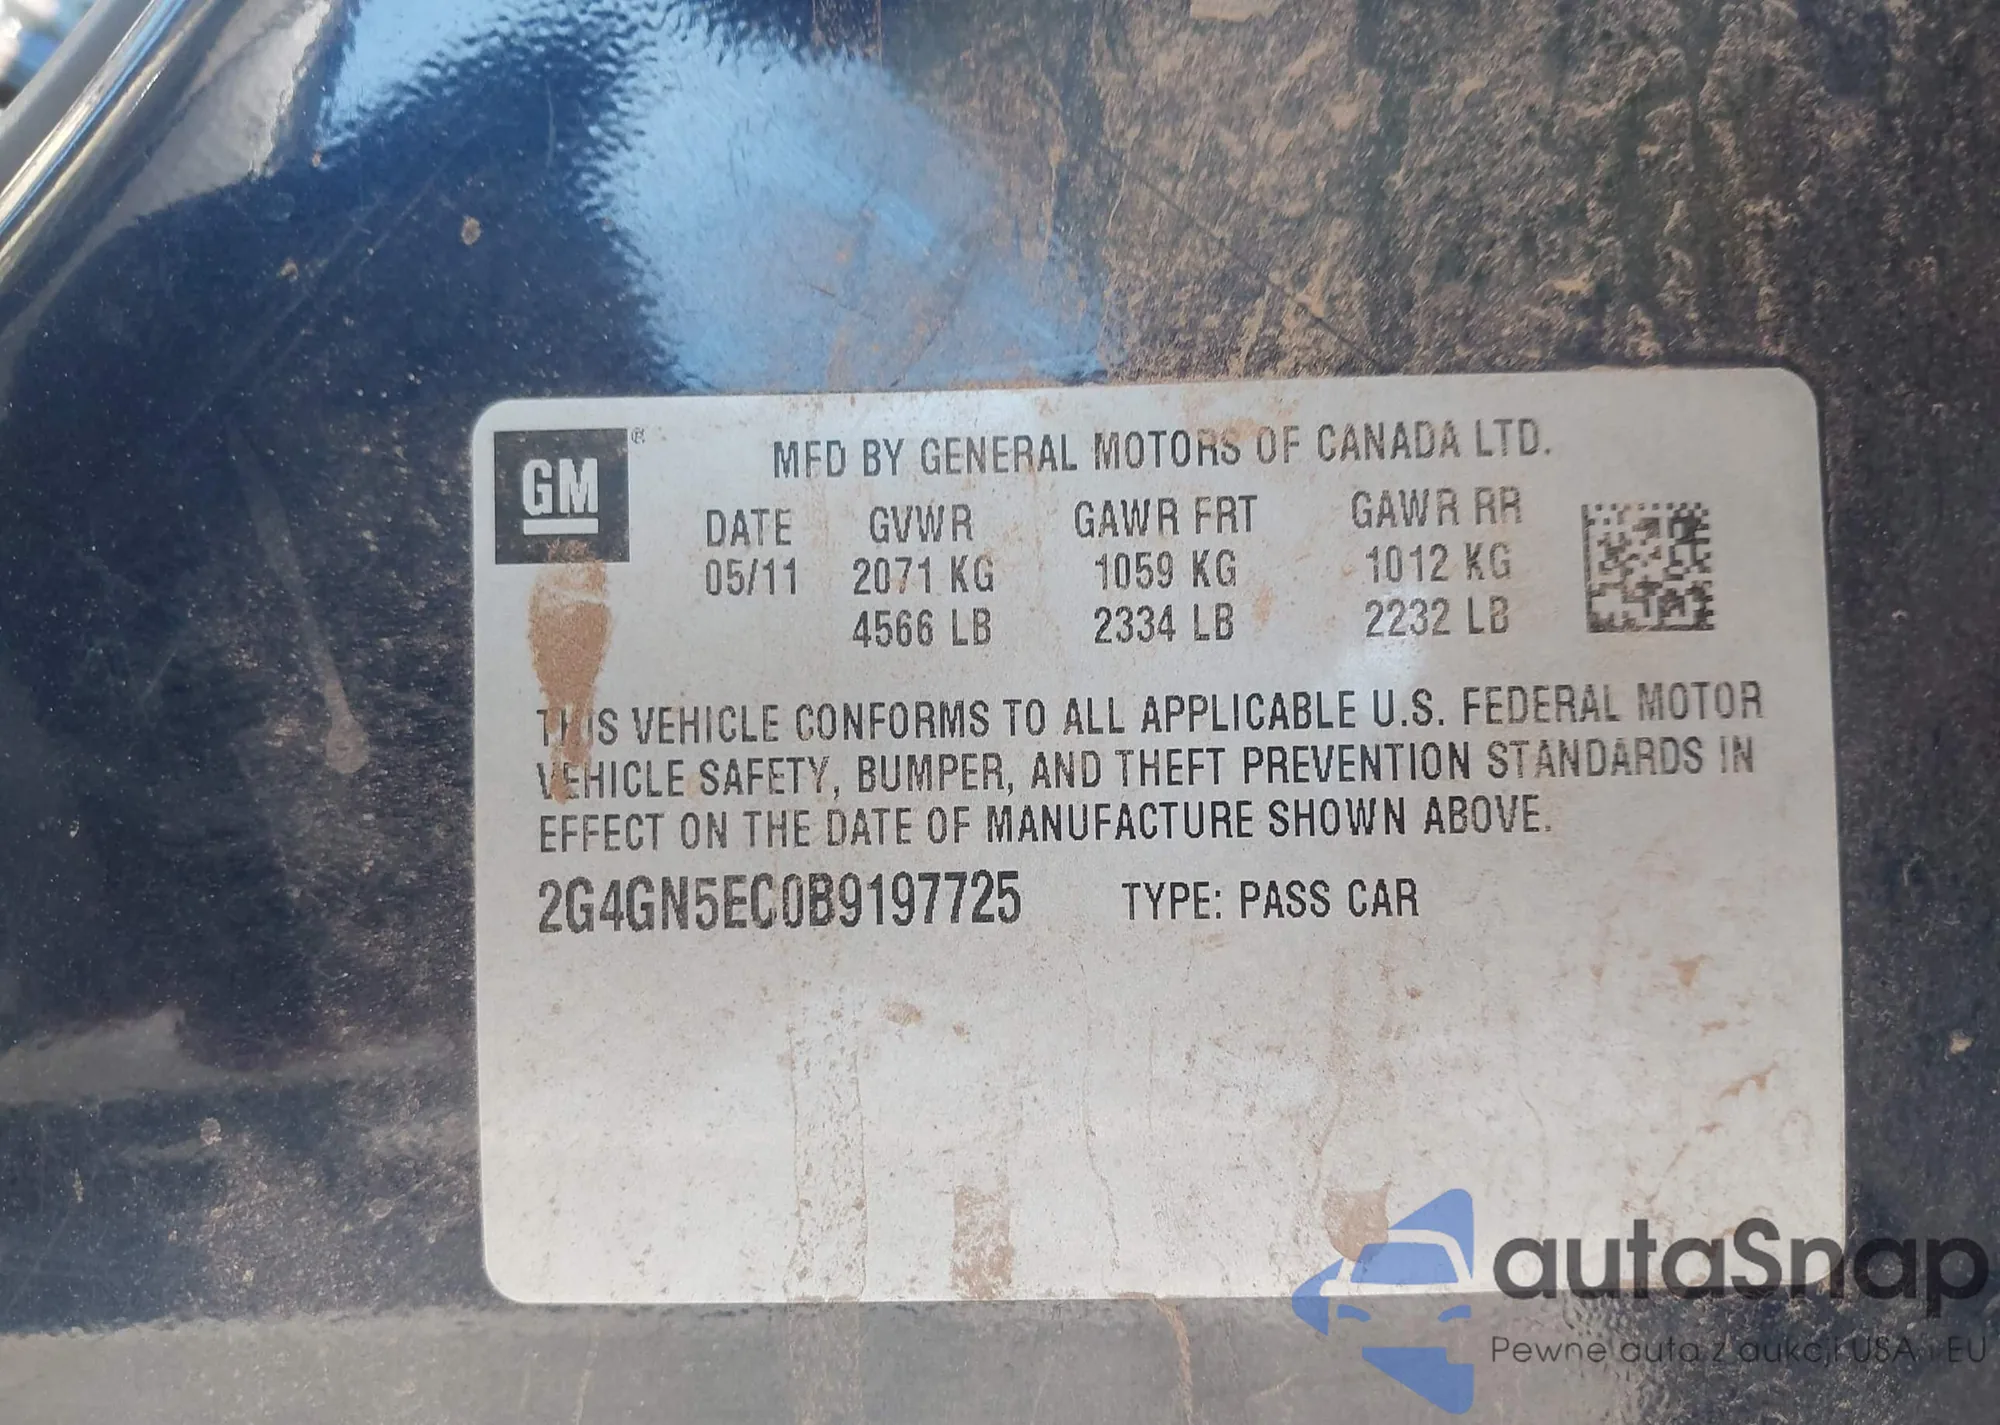 GM ®
MFD BY GENERAL MOTORS OF CANADA LTD.
DATE GVWR GAWR FRT GAWR RR
05/11 2071 KG 1059 KG 1012 KG
4566 LB 2334 LB 2232 LB
THIS VEHICLE CONFORMS TO ALL APPLICABLE U.S. FEDERAL MOTOR
VEHICLE SAFETY, BUMPER, AND THEFT PREVENTION STANDARDS IN
EFFECT ON THE DATE OF MANUFACTURE SHOWN ABOVE.
2G4GN5EC0B9197725 TYPE: PASS CAR
autaSnap
Pewne auta z aukcji USA i EU